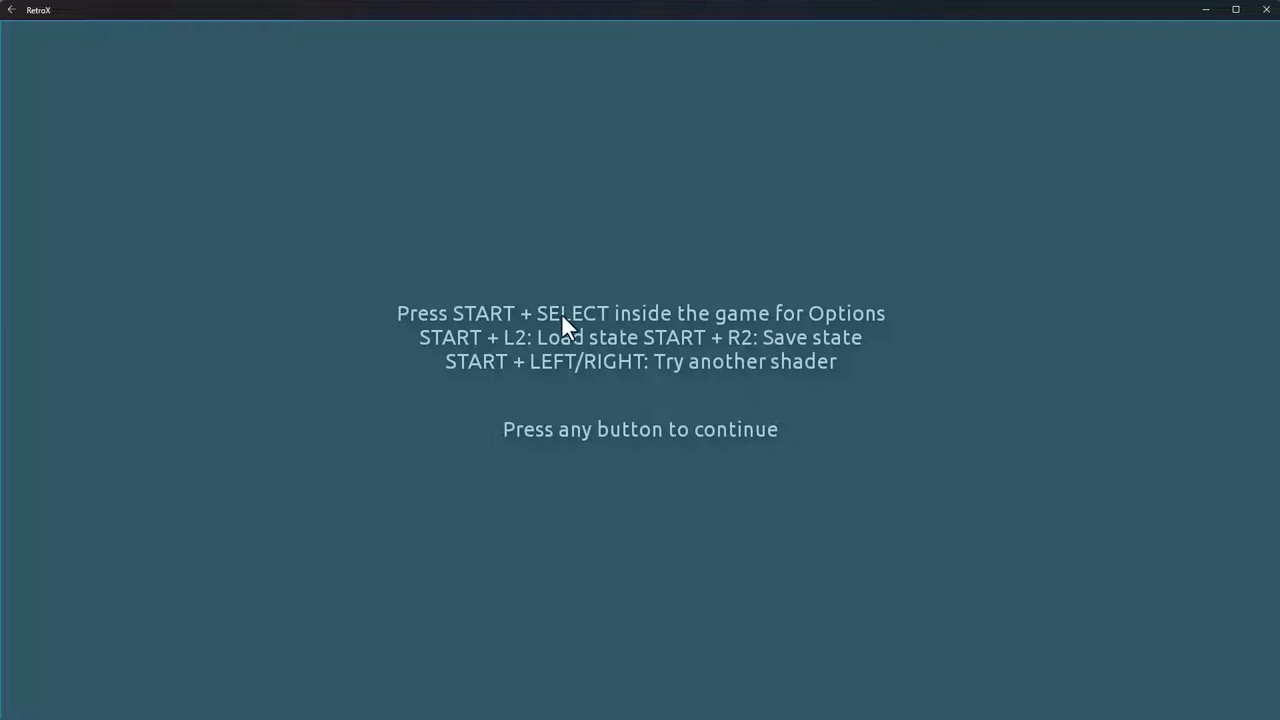 RetroX
Press START + SELECT inside the game for Options
START + L2: Load state START + R2: Save state
START + LEFT/RIGHT: Try another shader
Press any button to continue